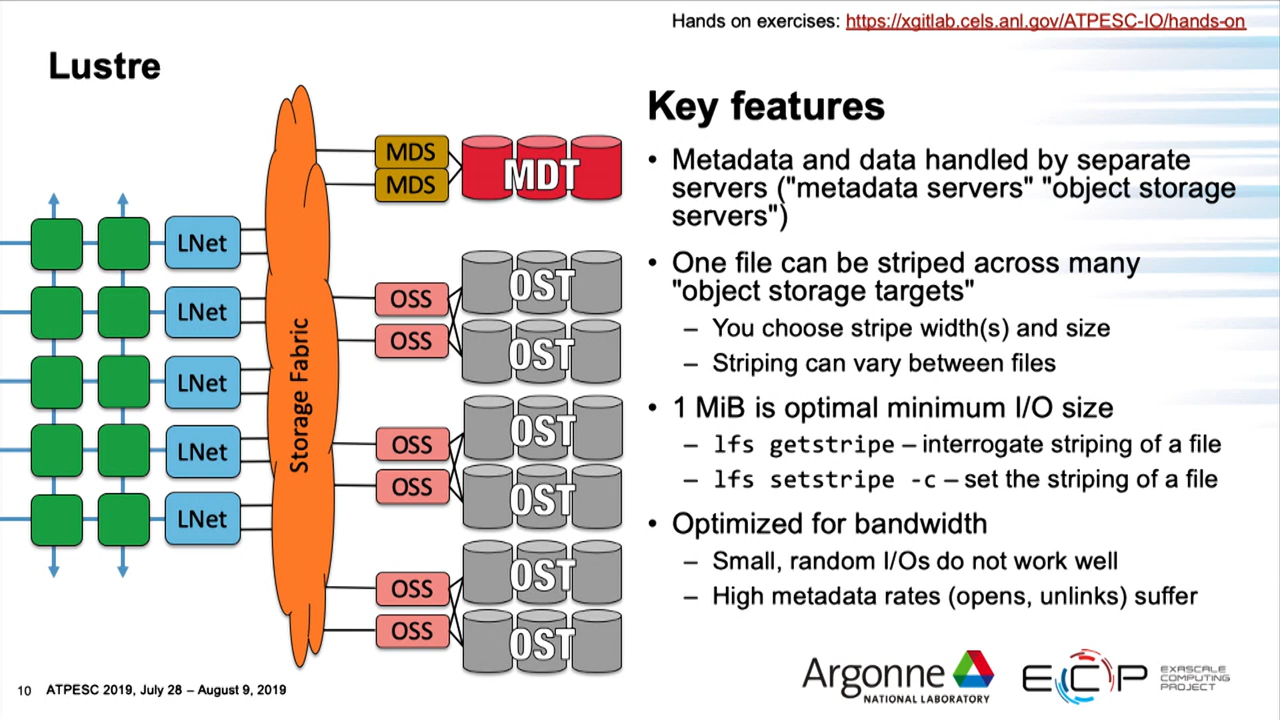 Hands on exercises: https://xgitlab.cels.anl.gov/ATPESC-IO/hands-on
Lustre
MDS
MDS
MDT
LNet
LNet
LNet
LNet
LNet
Storage Fabric
OSS
OSS
OST
OST
OSS
OSS
OST
OST
OSS
OSS
OST
OST
Key features
• Metadata and data handled by separate
servers ("metadata servers" "object storage
servers")
• One file can be striped across many
"object storage targets"
– You choose stripe width(s) and size
– Striping can vary between files
• 1 MiB is optimal minimum I/O size
– lfs getstripe – interrogate striping of a file
– lfs setstripe -c – set the striping of a file
• Optimized for bandwidth
– Small, random I/Os do not work well
– High metadata rates (opens, unlinks) suffer
10 ATPESC 2019, July 28 – August 9, 2019
Argonne
NATIONAL LABORATORY
ECP
EXASCALE
COMPUTING
PROJECT